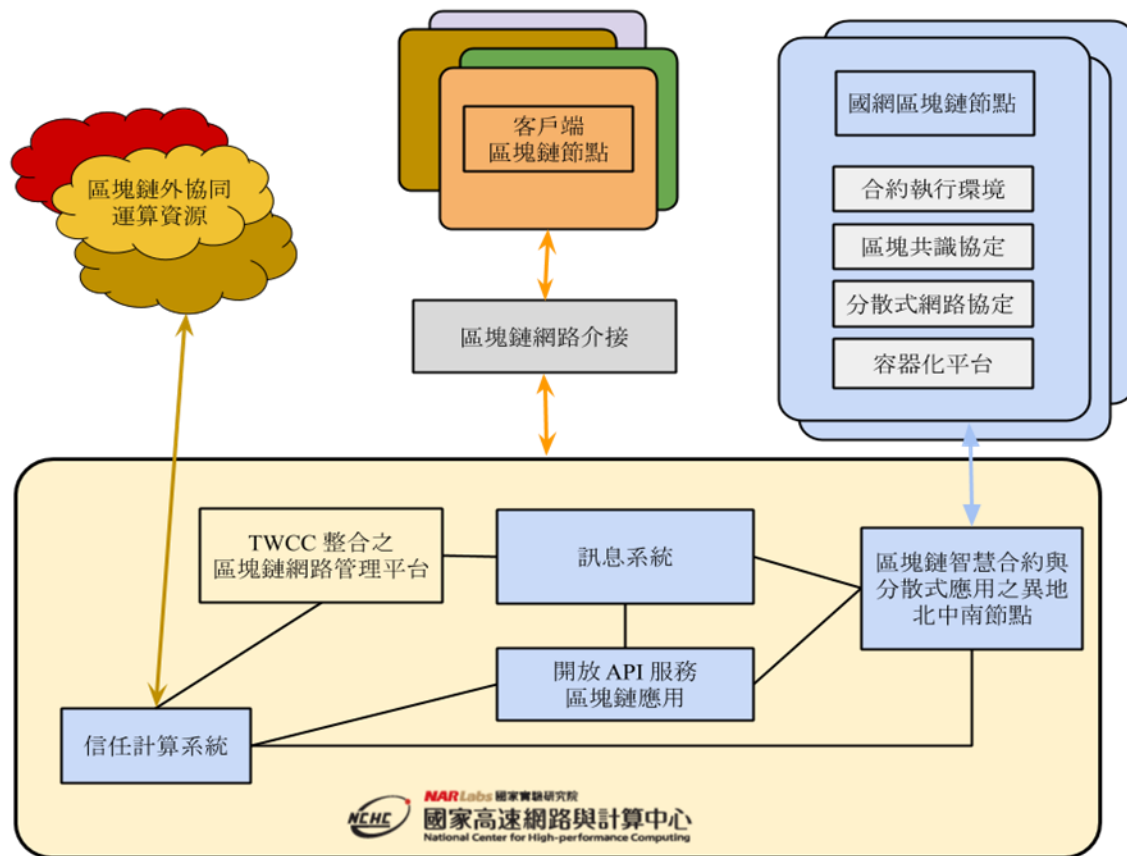 客戶端
區塊鏈節點
國網區塊鏈節點
合約執行環境
區塊共識協定
分散式網路協定
容器化平台
區塊鏈外協同
運算資源
區塊鏈網路介接
TWCC 整合之
區塊鏈網路管理平台
訊息系統
區塊鏈智慧合約與
分散式應用之異地
北中南節點
開放 API 服務
區塊鏈應用
信任計算系統
NCHC
NARLabs 國家實驗研究院
國家高速網路與計算中心
National Center for High-performance Computing